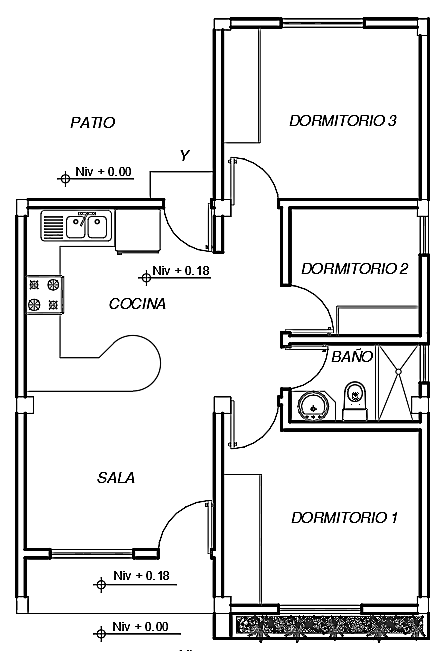 PATIO
DORMITORIO 3
Y
Niv + 0.00
Niv + 0.18
DORMITORIO 2
COCINA
BAÑO
SALA
DORMITORIO 1
Niv + 0.18
Niv + 0.00